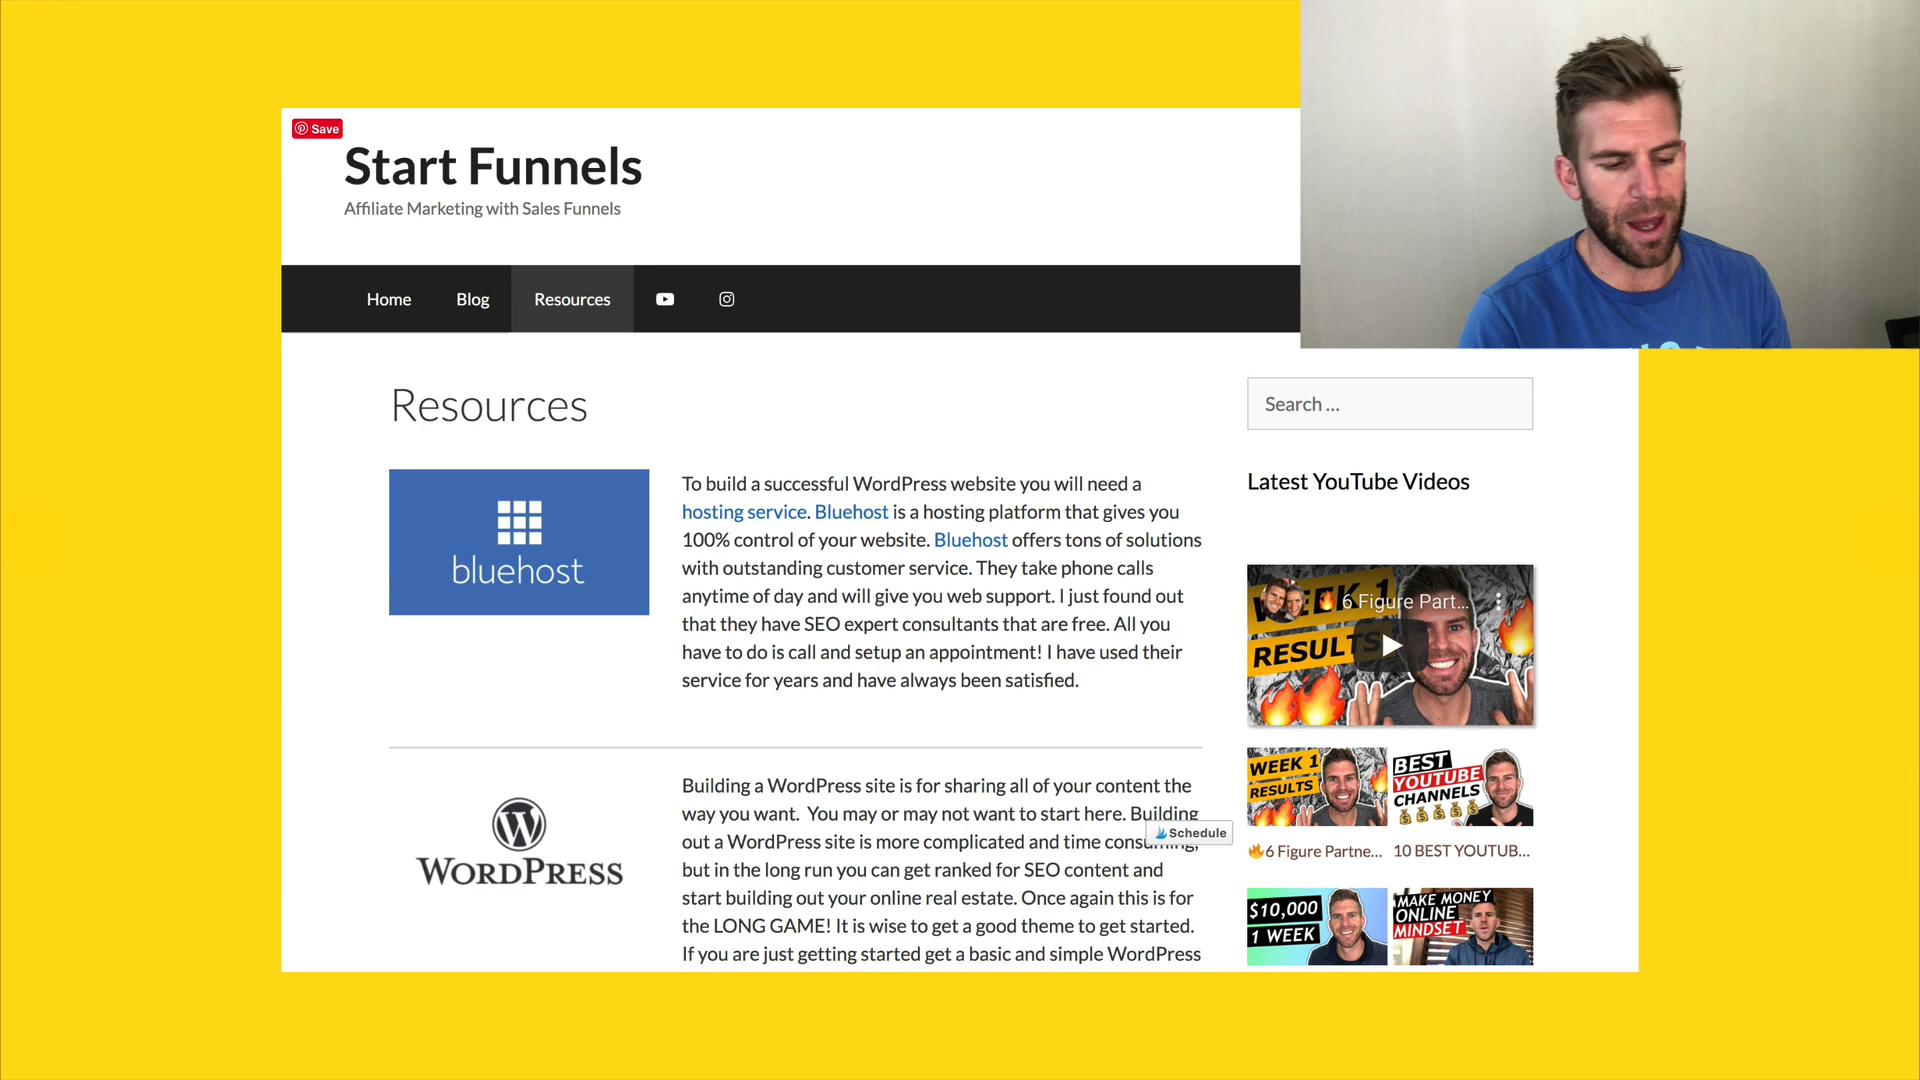 Save
Start Funnels
Affiliate Marketing with Sales Funnels
Home Blog Resources
Resources
Search ...
bluehost
To build a successful WordPress website you will need a
hosting service. Bluehost is a hosting platform that gives you
100% control of your website. Bluehost offers tons of solutions
with outstanding customer service. They take phone calls
anytime of day and will give you web support. I just found out
that they have SEO expert consultants that are free. All you
have to do is call and setup an appointment! I have used their
service for years and have always been satisfied.
Latest YouTube Videos
WEEK 1
6 Figure Part...
RESULTS
WORDPRESS
Building a WordPress site is for sharing all of your content the
way you want. You may or may not want to start here. Building
Schedule
out a WordPress site is more complicated and time consuming,
but in the long run you can get ranked for SEO content and
start building out your online real estate. Once again this is for
the LONG GAME! It is wise to get a good theme to get started.
If you are just getting started get a basic and simple WordPress
WEEK 1
RESULTS
BEST
YOUTUBE
CHANNELS
🔥6 Figure Partne...
10 BEST YOUTUB...
$10,000
1 WEEK
MAKE MONEY
ONLINE
MINDSET